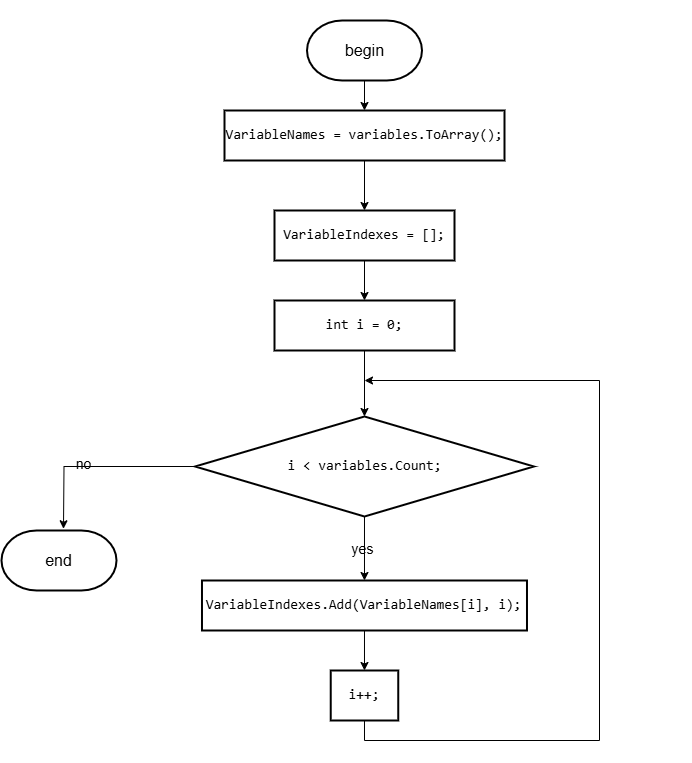 begin
VariableNames = variables.ToArray();
VariableIndexes = [];
int i = 0;
i < variables.Count;
no
end
yes
VariableIndexes.Add(VariableNames[i], i);
i++;